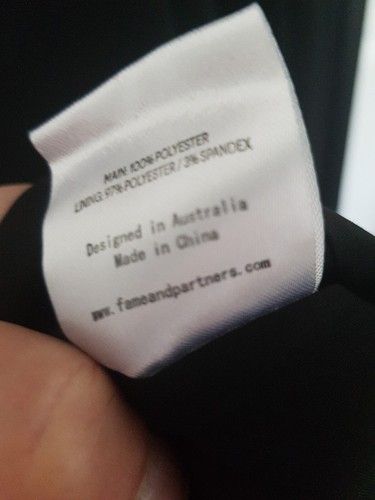 MAIN: 100% POLYESTER
LINING: 97% POLYESTER / 3% SPANDEX
Designed in Australia
Made in China
www.fameandpartners.com